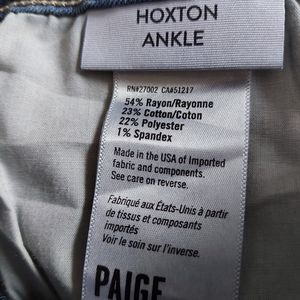 HOXTON
ANKLE
RN#27002 CA#51217
54% Rayon/Rayonne
23% Cotton/Coton
22% Polyester
1% Spandex
Made in the USA of Imported
fabric and components.
See care on reverse.
Fabriqué aux États-Unis à partir
de tissus et composants
importés
Voir le soin sur l'inverse.
PAIGE